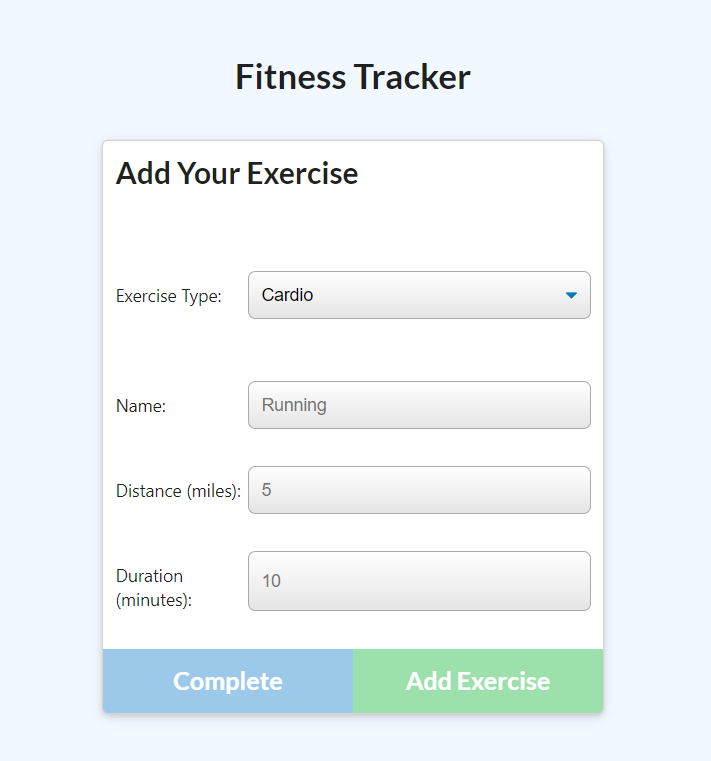 Fitness Tracker
Add Your Exercise
Exercise Type:
Cardio
Name:
Running
Distance (miles):
5
Duration
(minutes):
10
Complete
Add Exercise